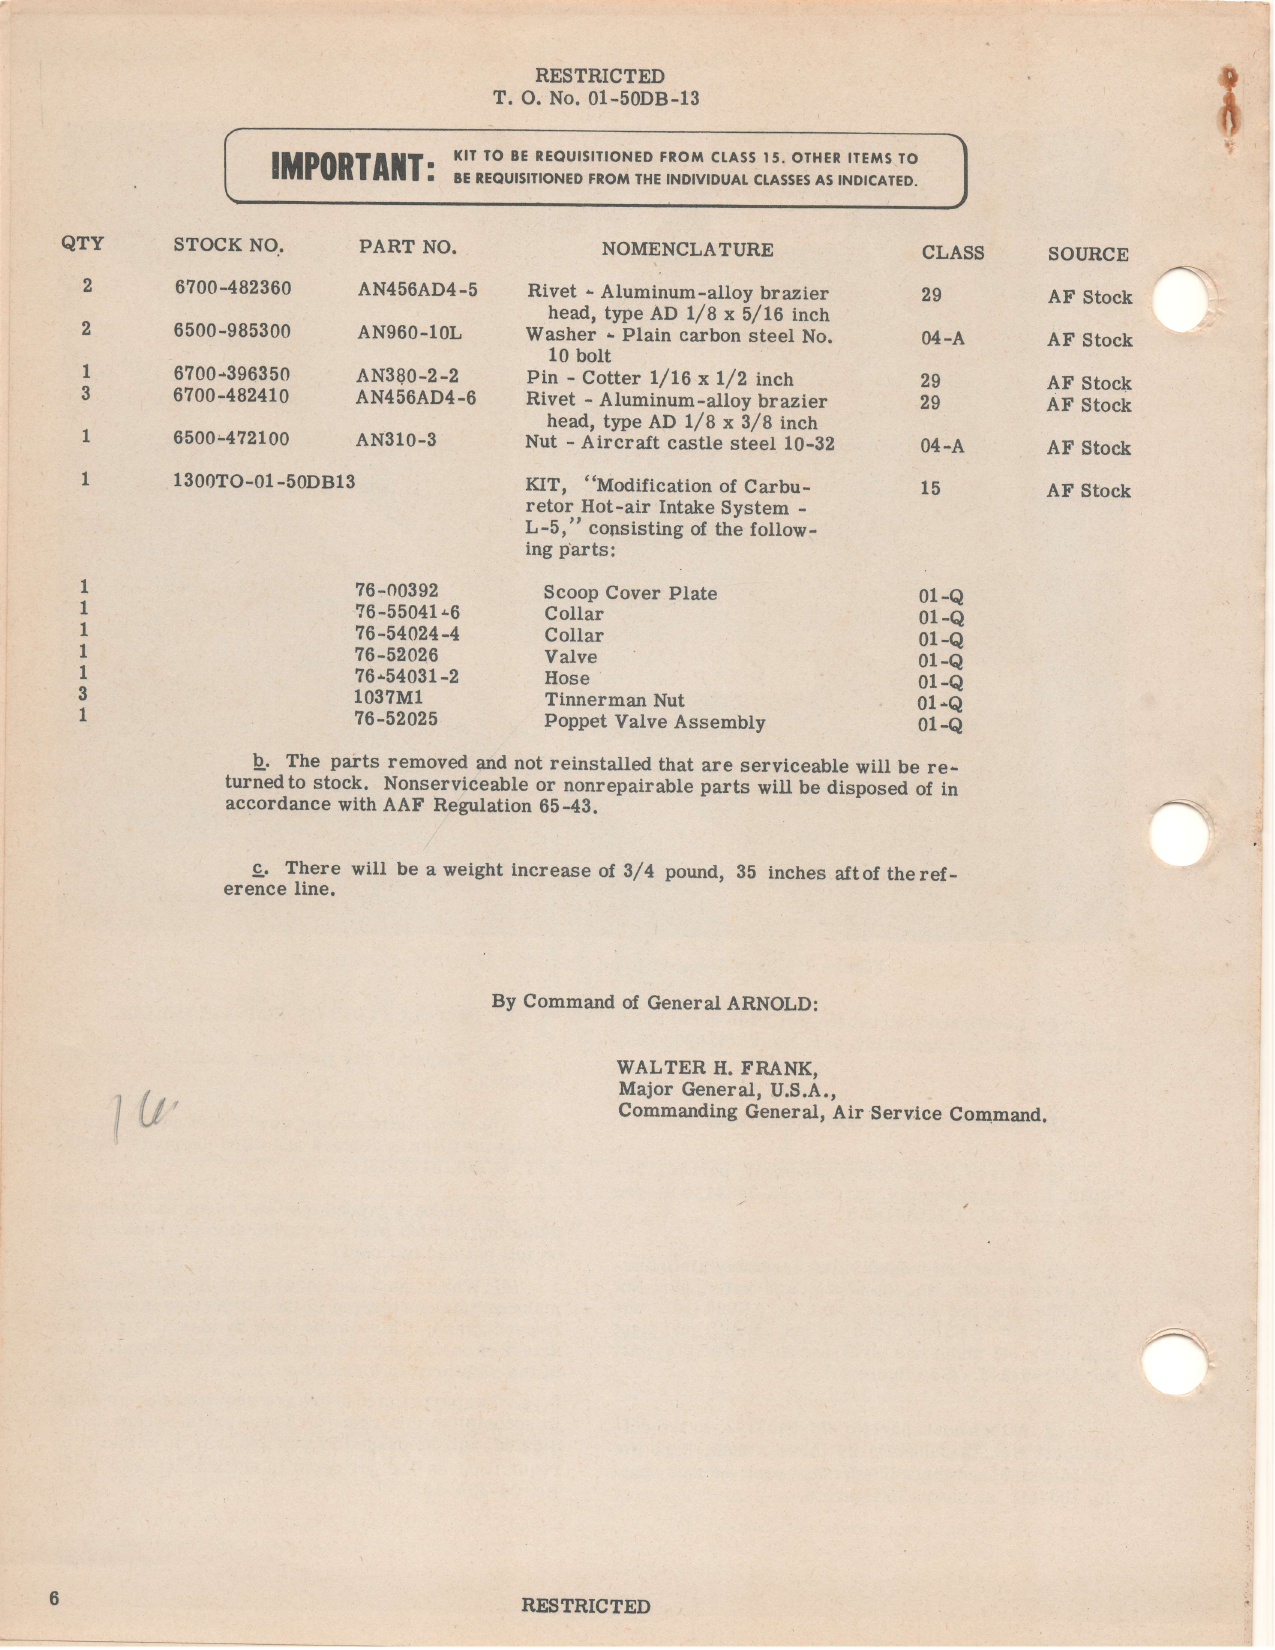 RESTRICTED
T. O. No. 01-50DB-13
IMPORTANT: KIT TO BE REQUISITIONED FROM CLASS 15. OTHER ITEMS TO
BE REQUISITIONED FROM THE INDIVIDUAL CLASSES AS INDICATED.
QTY STOCK NO. PART NO. NOMENCLATURE CLASS SOURCE
2 6700-482360 AN456AD4-5 Rivet - Aluminum-alloy brazier 29 AF Stock
head, type AD 1/8 x 5/16 inch
2 6500-985300 AN960-10L Washer - Plain carbon steel No. 04-A AF Stock
10 bolt
1 6700-396350 AN380-2-2 Pin - Cotter 1/16 x 1/2 inch 29 AF Stock
3 6700-482410 AN456AD4-6 Rivet - Aluminum-alloy brazier 29 AF Stock
head, type AD 1/8 x 3/8 inch
1 6500-472100 AN310-3 Nut - Aircraft castle steel 10-32 04-A AF Stock
1 1300TO-01-50DB13 KIT, "Modification of Carbu- 15 AF Stock
retor Hot-air Intake System -
L-5," consisting of the follow-
ing parts:
1 76-00392 Scoop Cover Plate 01-Q
1 76-55041-6 Collar 01-Q
1 76-54024-4 Collar 01-Q
1 76-52026 Valve 01-Q
1 76-54031-2 Hose 01-Q
3 1037M1 Tinnerman Nut 01-Q
1 76-52025 Poppet Valve Assembly 01-Q
b. The parts removed and not reinstalled that are serviceable will be re-
turned to stock. Nonserviceable or nonrepairable parts will be disposed of in
accordance with AAF Regulation 65-43.
c. There will be a weight increase of 3/4 pound, 35 inches aft of the ref-
erence line.
By Command of General ARNOLD:
WALTER H. FRANK,
Major General, U.S.A.,
Commanding General, Air Service Command.
6 RESTRICTED